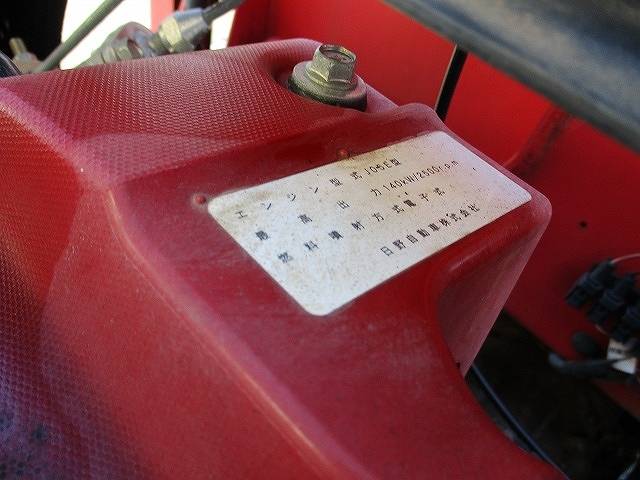 エンジン型式 J05E型
最高出力 140kW/2500r.p.m
燃料噴射方式 電子式
日野自動車株式会社